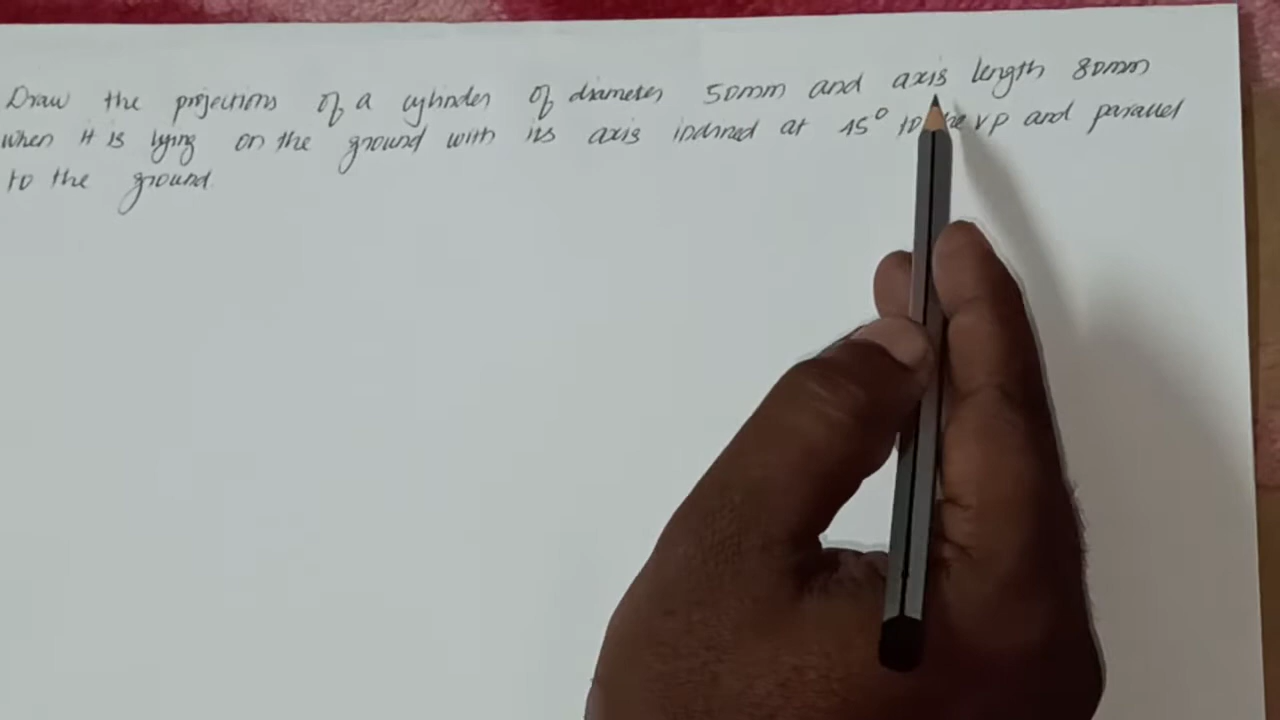 Draw the projections of a cylinder of diameter 50mm and axis length 80mm
when it is lying on the ground with its axis inclined at 45° to the VP and parallel
to the ground.